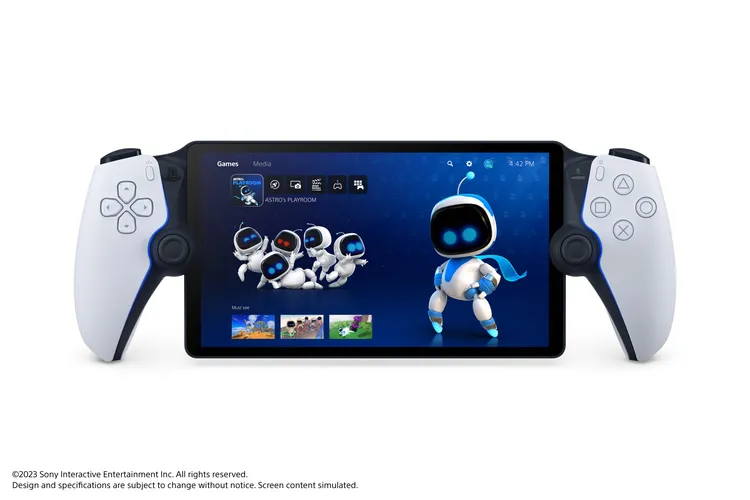 Games Media 4:42 PM
ASTRO'S
PLAYROOM
ASTRO's PLAYROOM
Must see
©2023 Sony Interactive Entertainment Inc. All rights reserved.
Design and specifications are subject to change without notice. Screen content simulated.